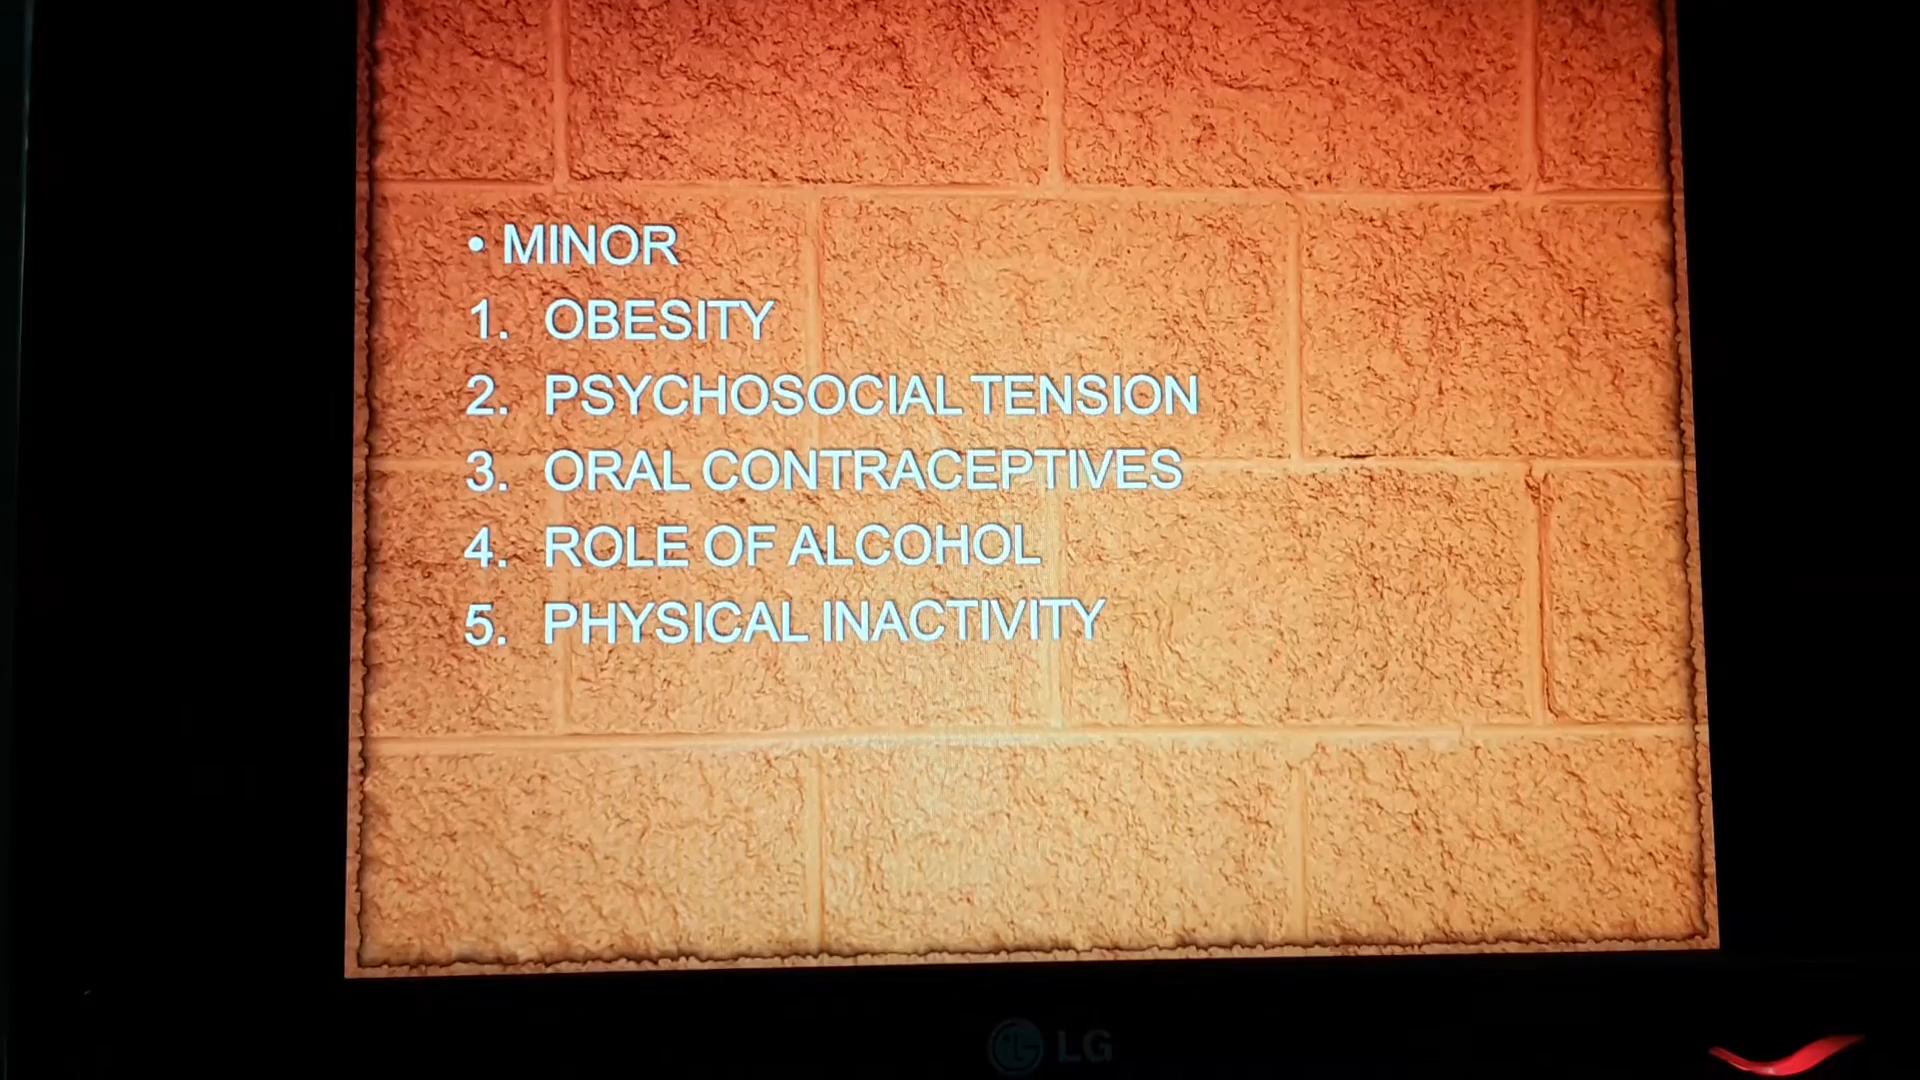 • MINOR
1. OBESITY
2. PSYCHOSOCIAL TENSION
3. ORAL CONTRACEPTIVES
4. ROLE OF ALCOHOL
5. PHYSICAL INACTIVITY
LG